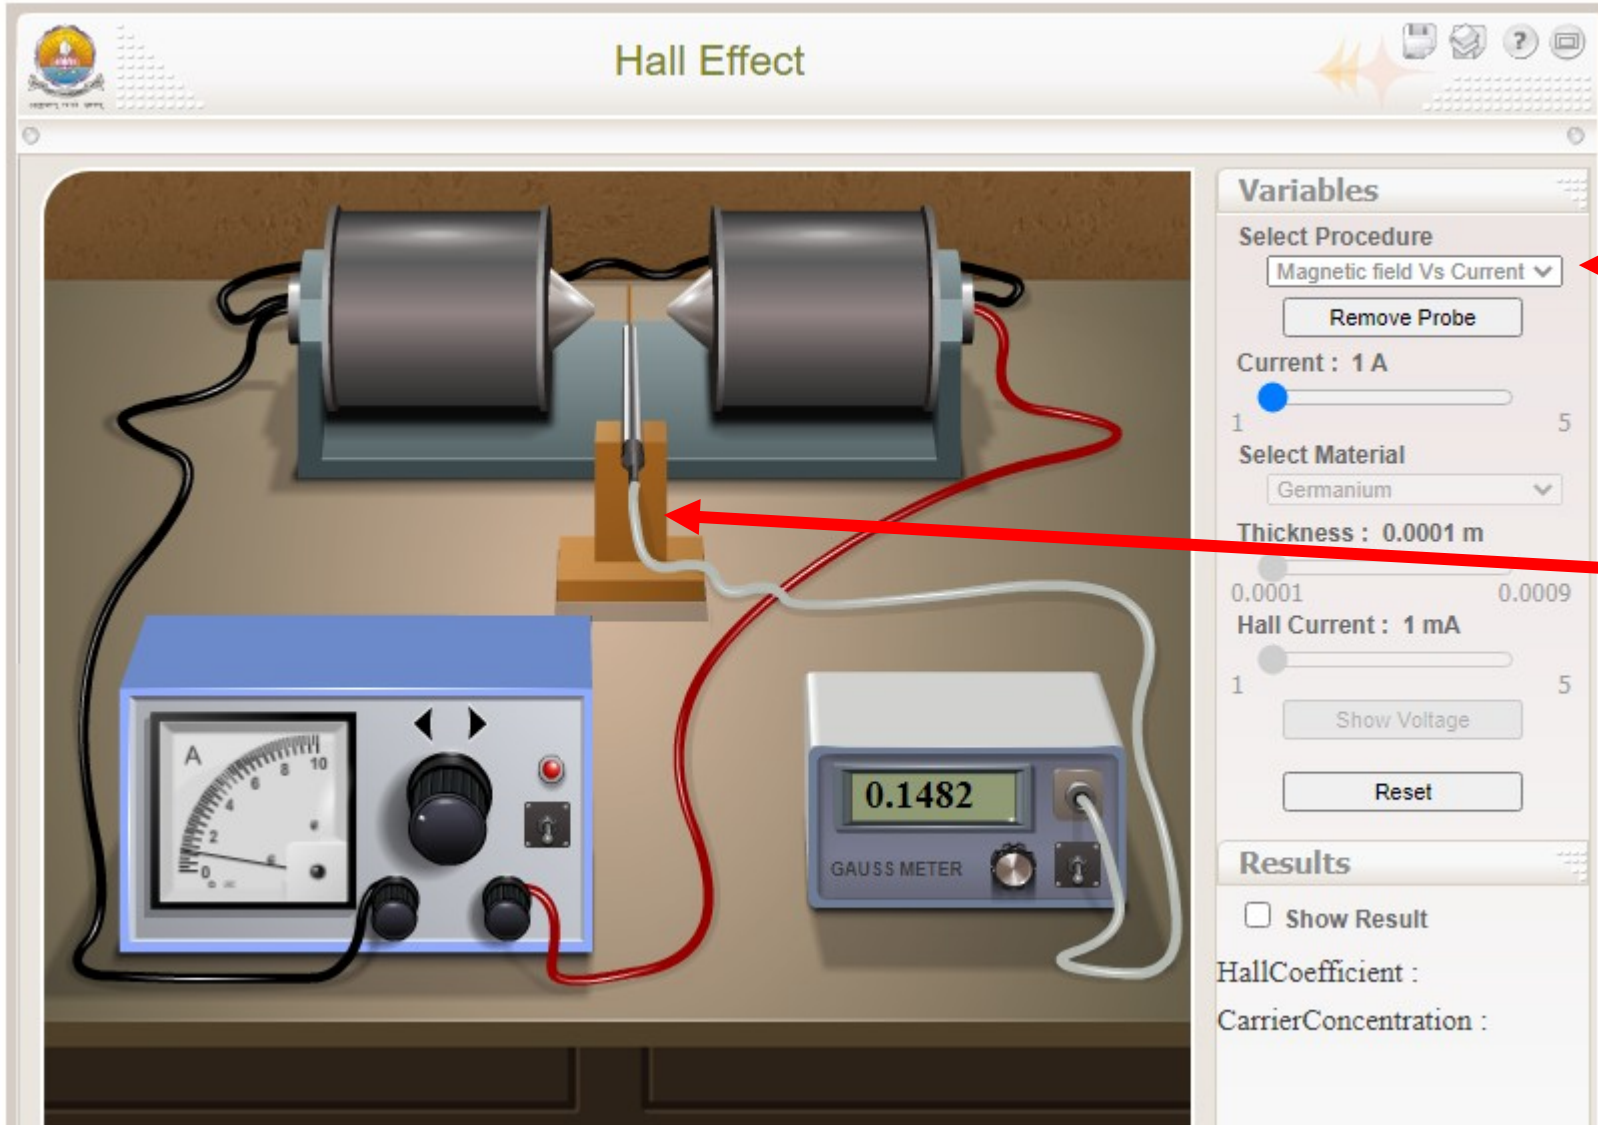 Hall Effect
?
Variables
Select Procedure
Magnetic field Vs Current
Remove Probe
Current : 1 A
1 5
Select Material
Germanium
Thickness : 0.0001 m
0.0001 0.0009
Hall Current : 1 mA
1 5
Show Voltage
Reset
A
0 2 4 6 8 10
0.1482
GAUSS METER
Results
Show Result
HallCoefficient :
CarrierConcentration :